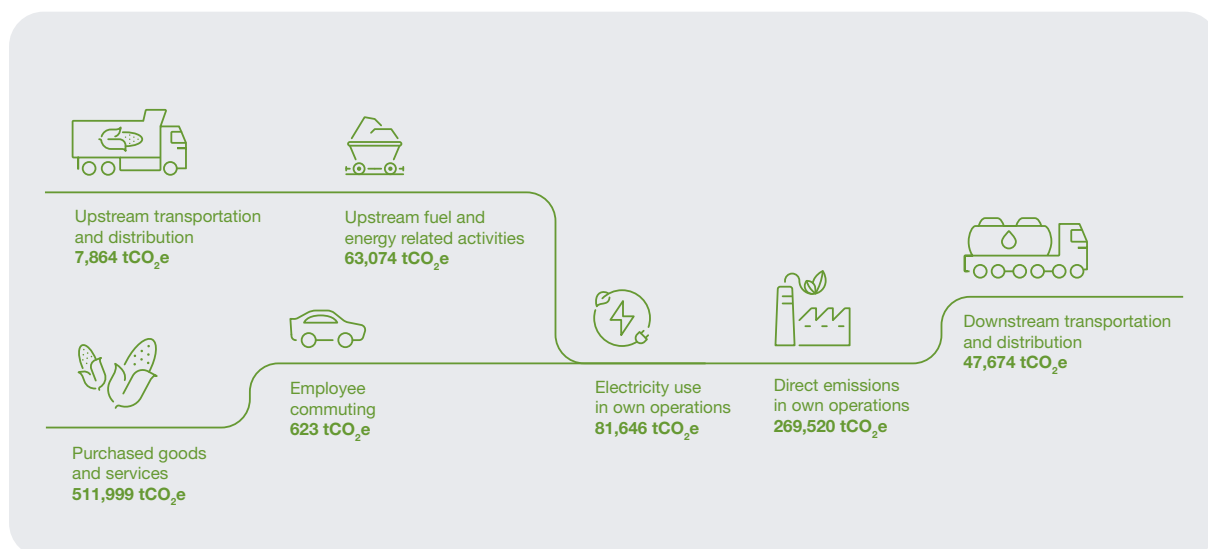 Upstream transportation
and distribution
7,864 tCO₂e
Upstream fuel and
energy related activities
63,074 tCO₂e
Purchased goods
and services
511,999 tCO₂e
Employee
commuting
623 tCO₂e
Electricity use
in own operations
81,646 tCO₂e
Direct emissions
in own operations
269,520 tCO₂e
Downstream transportation
and distribution
47,674 tCO₂e